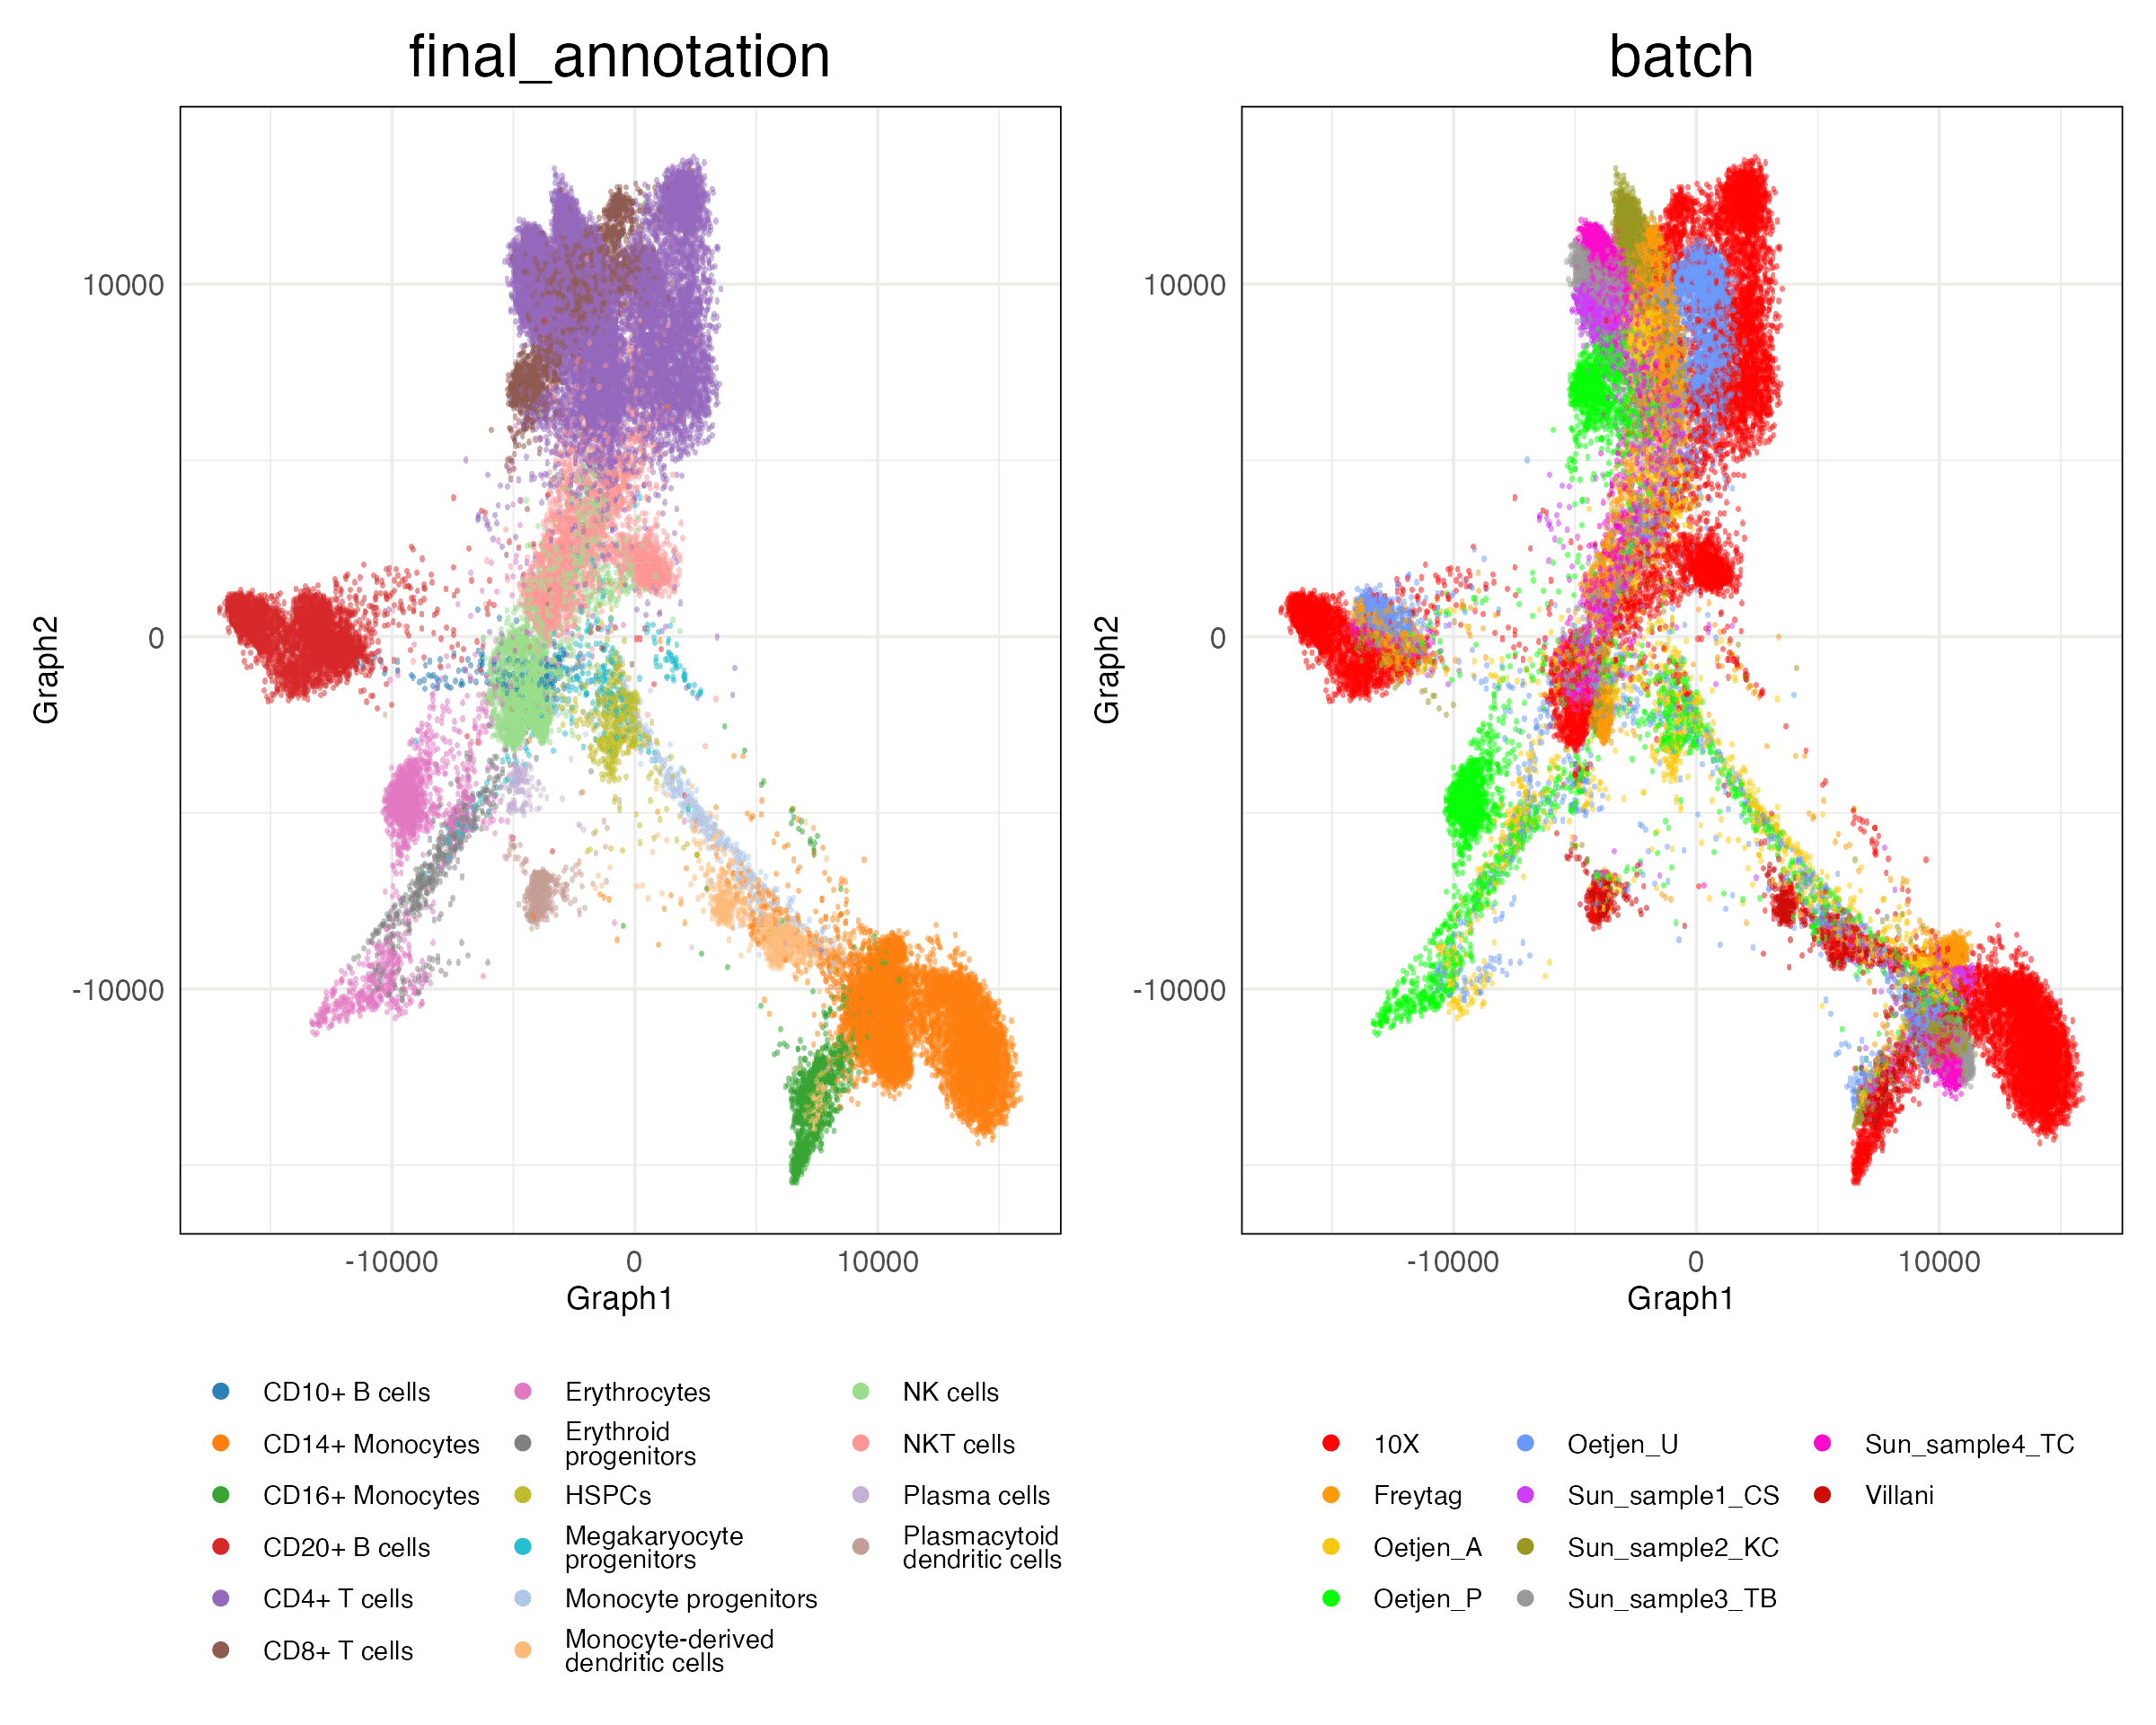 final_annotation
batch
10000
0
-10000
Graph2
-10000
0
10000
Graph1
10000
0
-10000
Graph2
-10000
0
10000
Graph1
CD10+ B cells
CD14+ Monocytes
CD16+ Monocytes
CD20+ B cells
CD4+ T cells
CD8+ T cells
Erythrocytes
Erythroid
progenitors
HSPCs
Megakaryocyte
progenitors
Monocyte progenitors
Monocyte-derived
dendritic cells
NK cells
NKT cells
Plasma cells
Plasmacytoid
dendritic cells
10X
Freytag
Oetjen_A
Oetjen_P
Oetjen_U
Sun_sample1_CS
Sun_sample2_KC
Sun_sample3_TB
Sun_sample4_TC
Villani